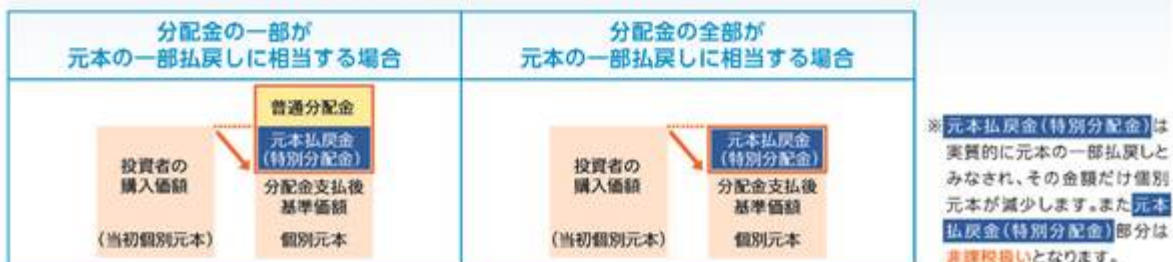 分配金の一部が
元本の一部払戻しに相当する場合
分配金の全部が
元本の一部払戻しに相当する場合
普通分配金
元本払戻金
(特別分配金)
投資者の
購入価額
分配金支払後
基準価額
(当初個別元本)
個別元本
元本払戻金
(特別分配金)
投資者の
購入価額
分配金支払後
基準価額
(当初個別元本)
個別元本
※元本払戻金(特別分配金)は
実質的に元本の一部払戻しと
みなされ、その金額だけ個別
元本が減少します。また元本
払戻金(特別分配金)部分は
非課税扱いとなります。